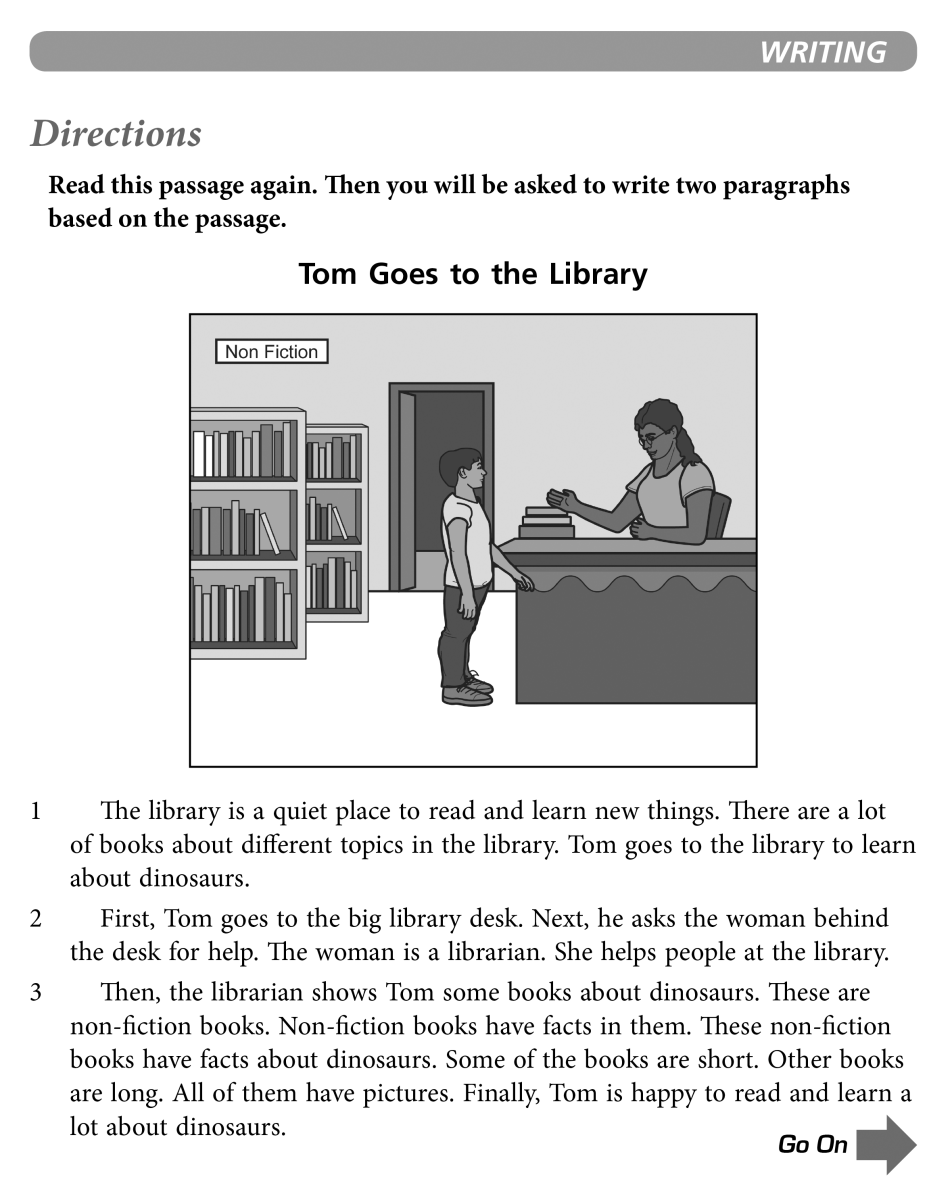 WRITING
Directions
Read this passage again. Then you will be asked to write two paragraphs
based on the passage.
Tom Goes to the Library
Non Fiction
1 The library is a quiet place to read and learn new things. There are a lot
of books about different topics in the library. Tom goes to the library to learn
about dinosaurs.
2 First, Tom goes to the big library desk. Next, he asks the woman behind
the desk for help. The woman is a librarian. She helps people at the library.
3 Then, the librarian shows Tom some books about dinosaurs. These are
non-fiction books. Non-fiction books have facts in them. These non-fiction
books have facts about dinosaurs. Some of the books are short. Other books
are long. All of them have pictures. Finally, Tom is happy to read and learn a
lot about dinosaurs.
Go On